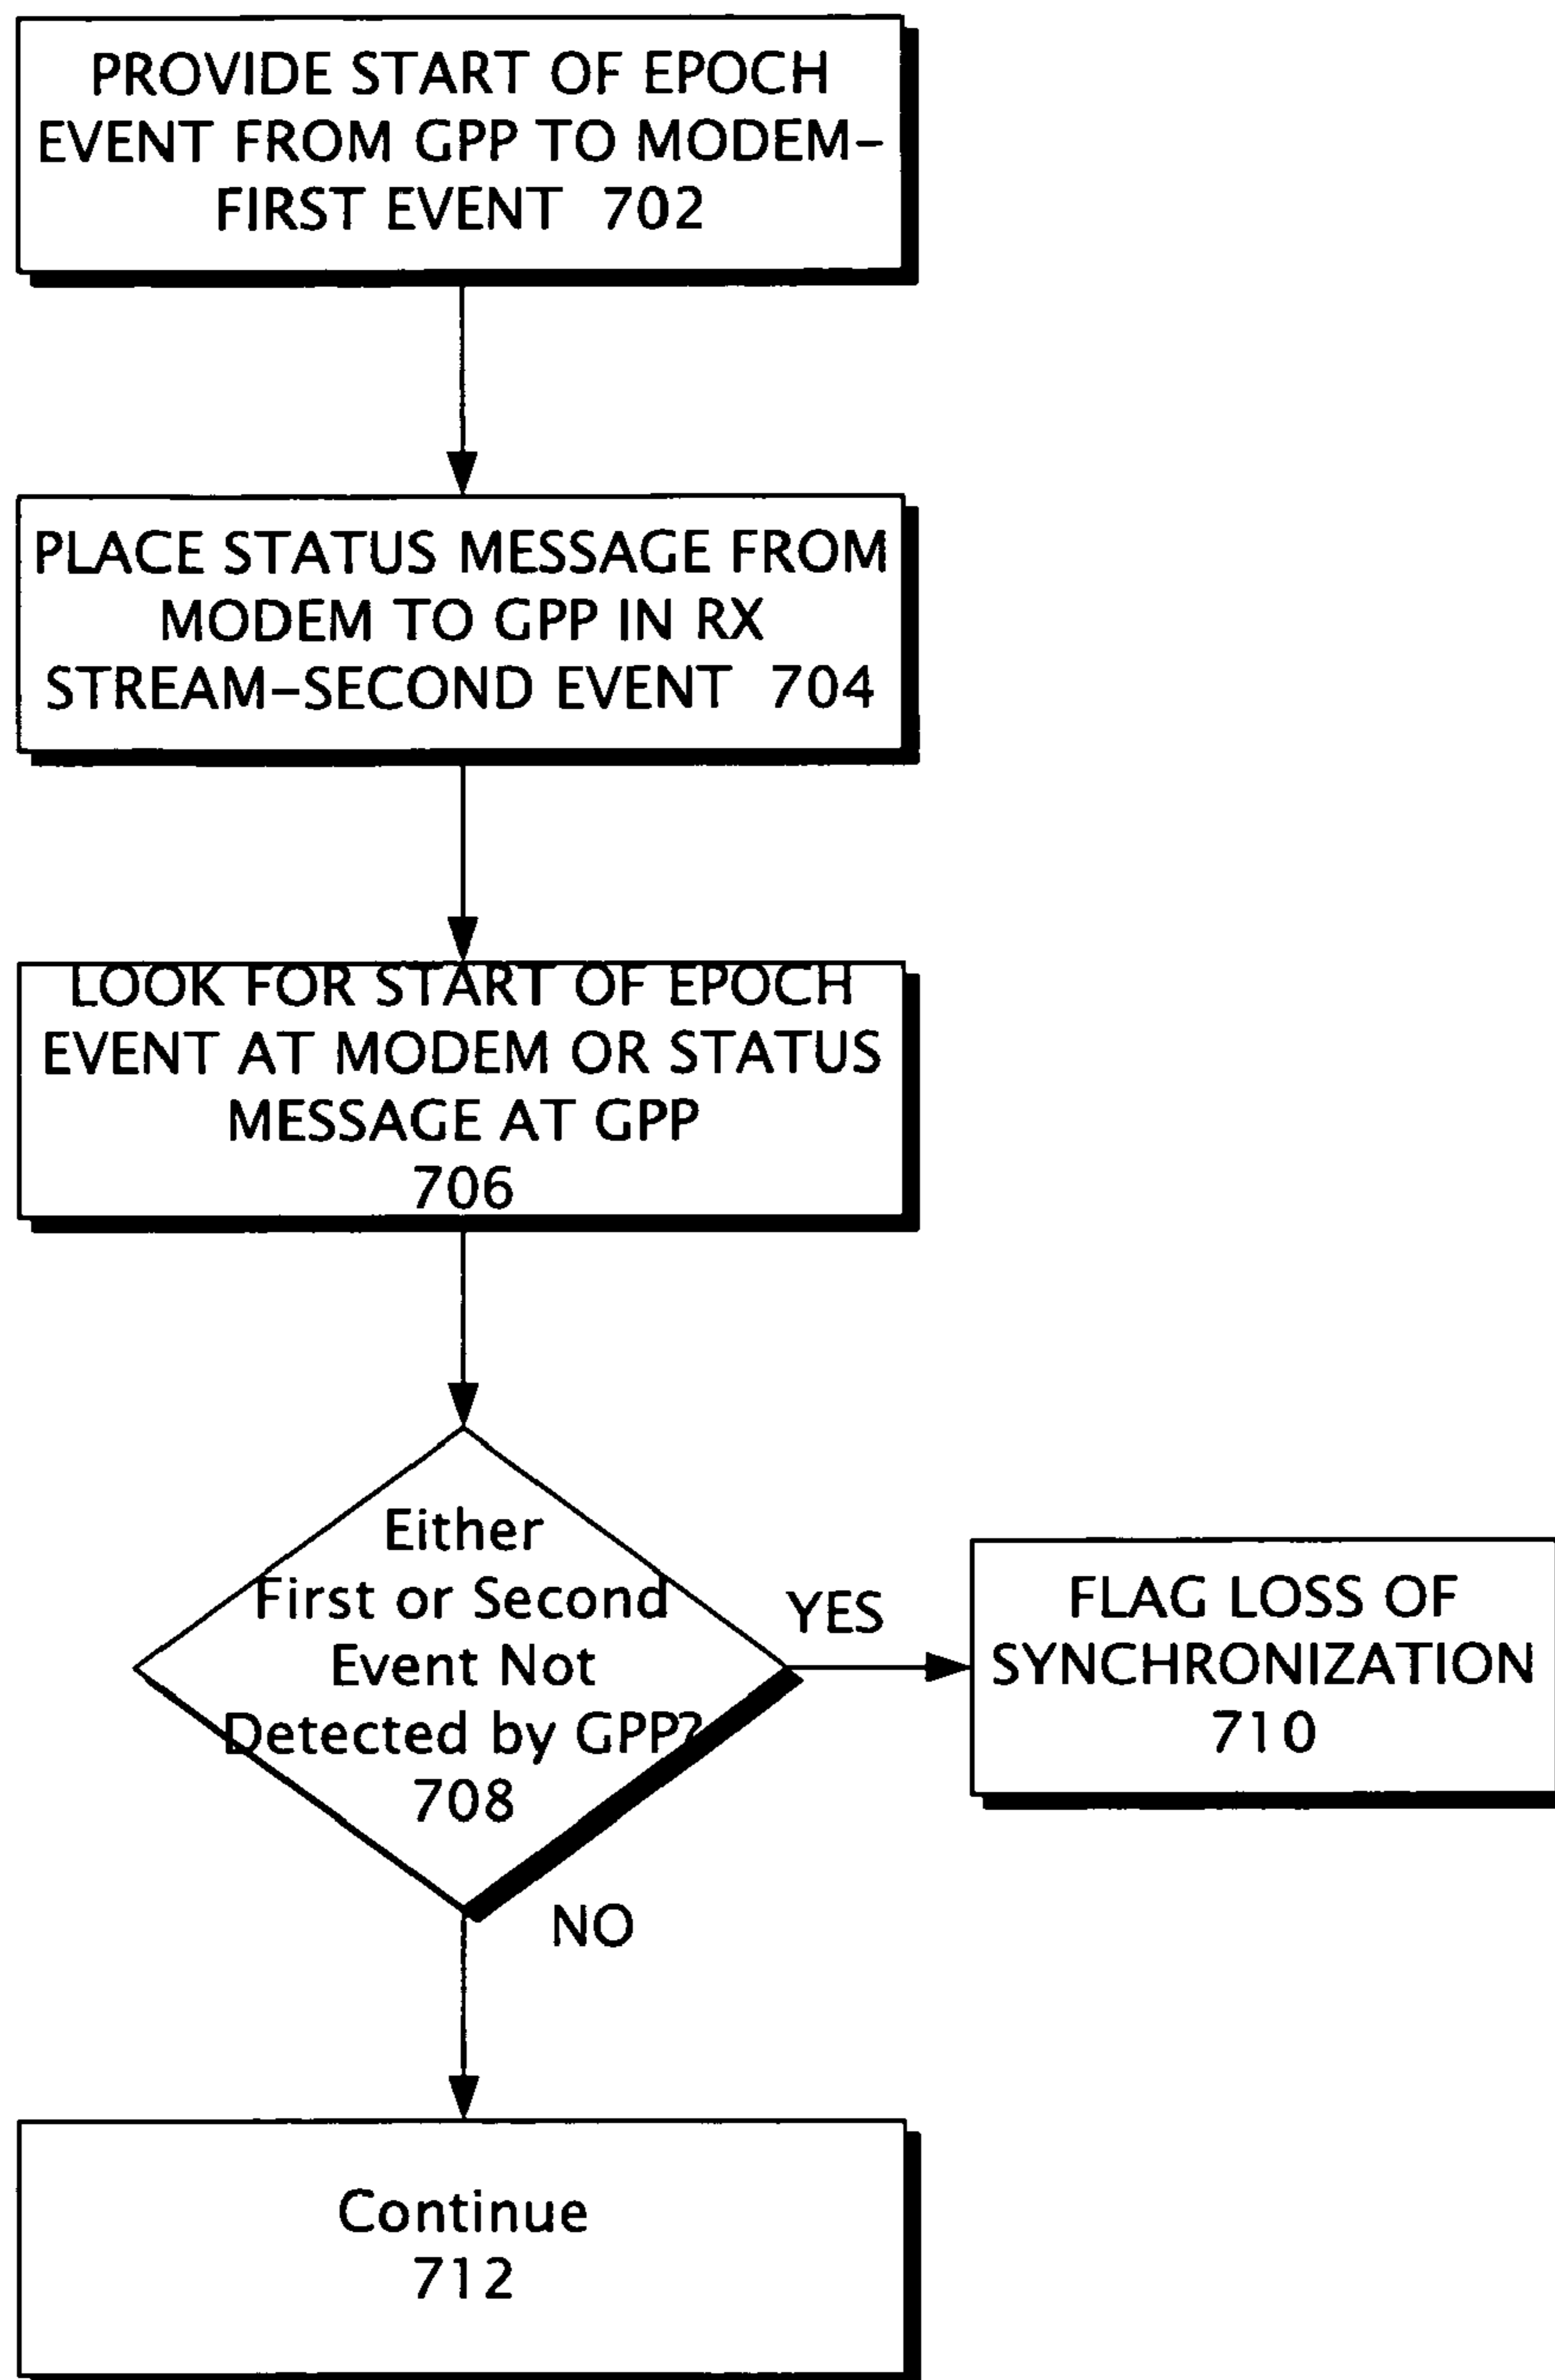 PROVIDE START OF EPOCH
EVENT FROM GPP TO MODEM–
FIRST EVENT 702
PLACE STATUS MESSAGE FROM
MODEM TO GPP IN RX
STREAM–SECOND EVENT 704
LOOK FOR START OF EPOCH
EVENT AT MODEM OR STATUS
MESSAGE AT GPP
706
Either
First or Second
Event Not
Detected by GPP?
708
YES
FLAG LOSS OF
SYNCHRONIZATION
710
NO
Continue
712